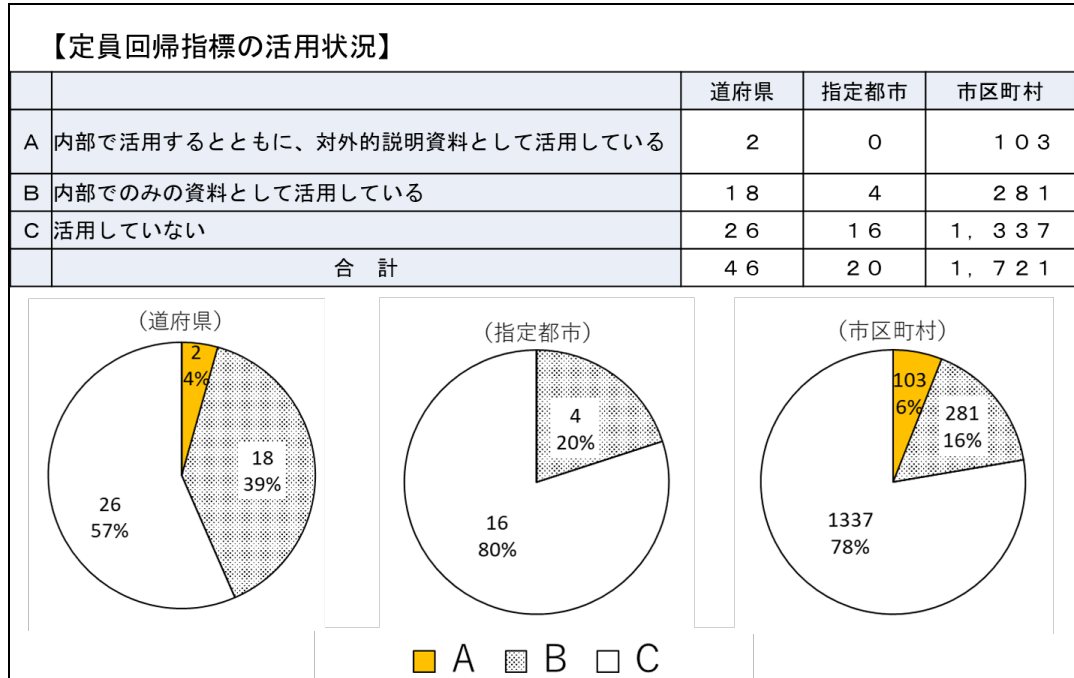 【定員回帰指標の活用状況】
道府県 指定都市 市区町村
A 内部で活用するとともに、対外的説明資料として活用している 2 0 103
B 内部でのみの資料として活用している 18 4 281
C 活用していない 26 16 1,337
合 計 46 20 1,721
(道府県)
2
4%
18
39%
26
57%
(指定都市)
4
20%
16
80%
(市区町村)
103
6%
281
16%
1337
78%
A B C